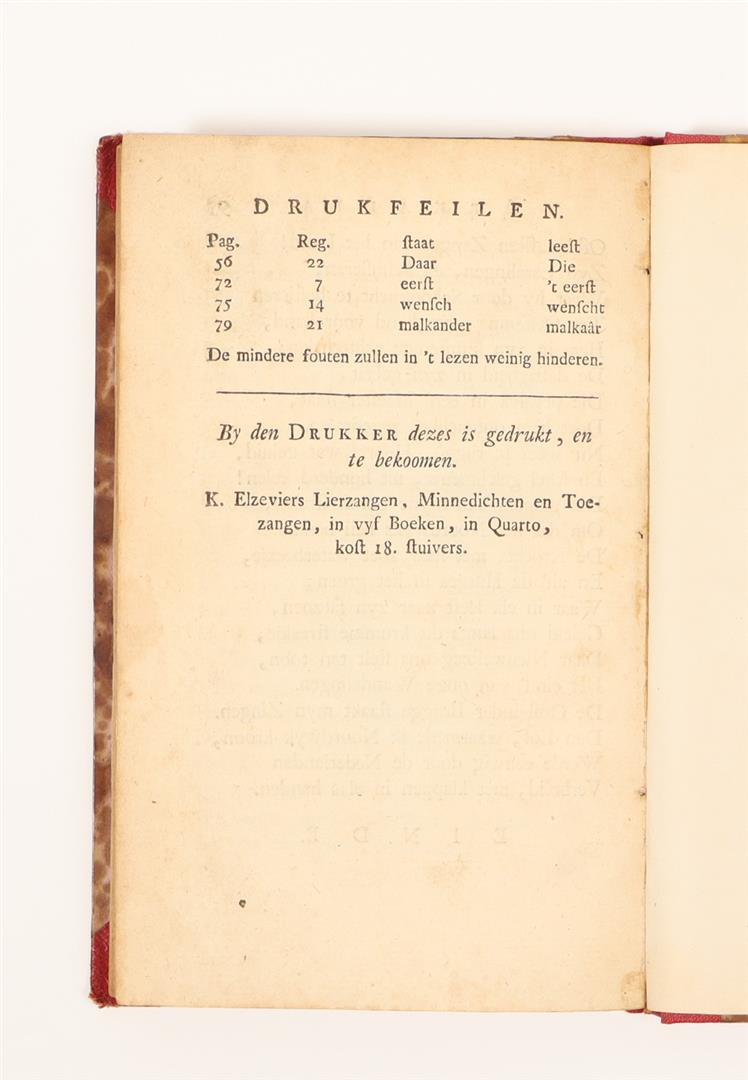 DRUKFEILEN.
Pag. Reg. ſtaat leeſt
56 22 Daar Die
72 7 eerſt 't eerſt
75 14 wenſch wenſcht
79 21 malkander malkaâr
De mindere fouten zullen in 't lezen weinig hinderen.
By den DRUKKER dezes is gedrukt, en
te bekoomen.
K. Elzeviers Lierzangen, Minnedichten en Toe-
zangen, in vyf Boeken, in Quarto,
koſt 18. ſtuivers.